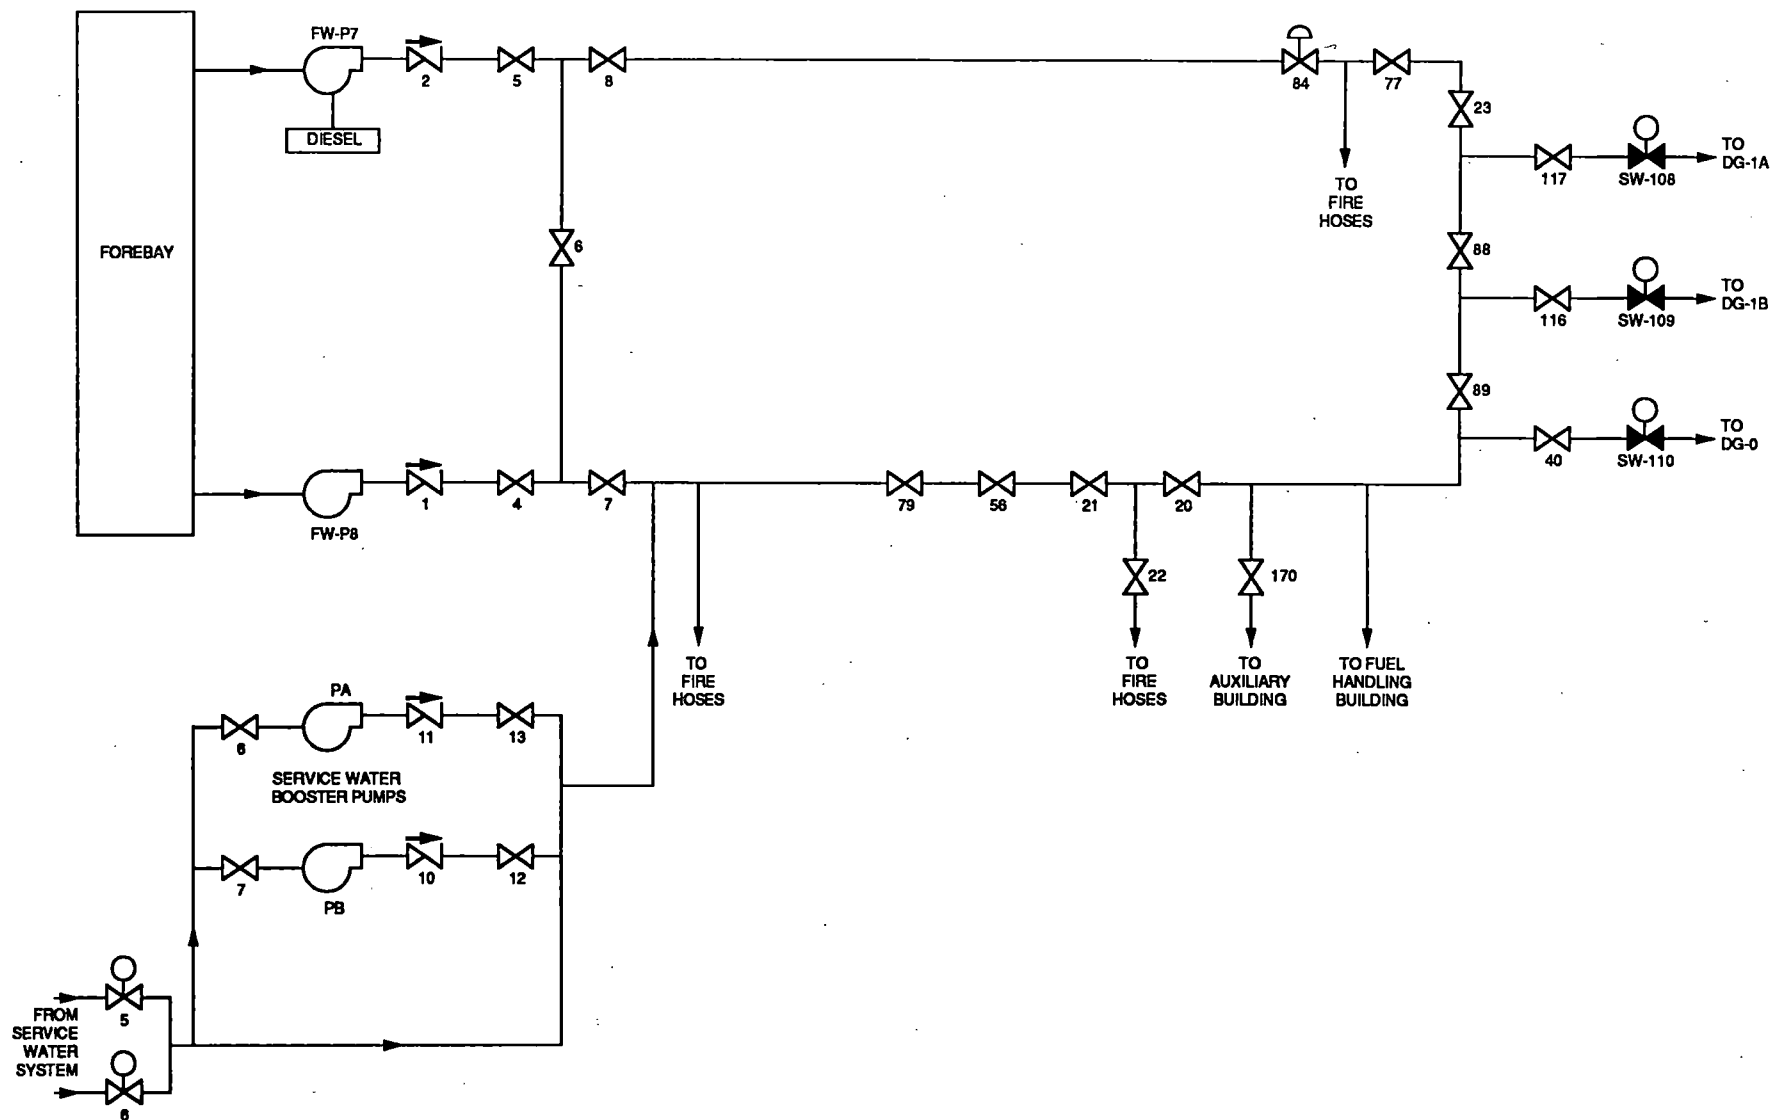 FW-P7
2
5
8
84
77
DIESEL
23
TO
DG-1A
117
SW-108
TO
FIRE
HOSES
FOREBAY
6
88
TO
DG-1B
116
SW-109
89
TO
DG-0
40
SW-110
FW-P8
1
4
7
79
58
21
20
22
170
TO
FIRE
HOSES
TO
FIRE
HOSES
TO
AUXILIARY
BUILDING
TO FUEL
HANDLING
BUILDING
PA
6
11
13
SERVICE WATER
BOOSTER PUMPS
7
PB
10
12
5
FROM
SERVICE
WATER
SYSTEM
6